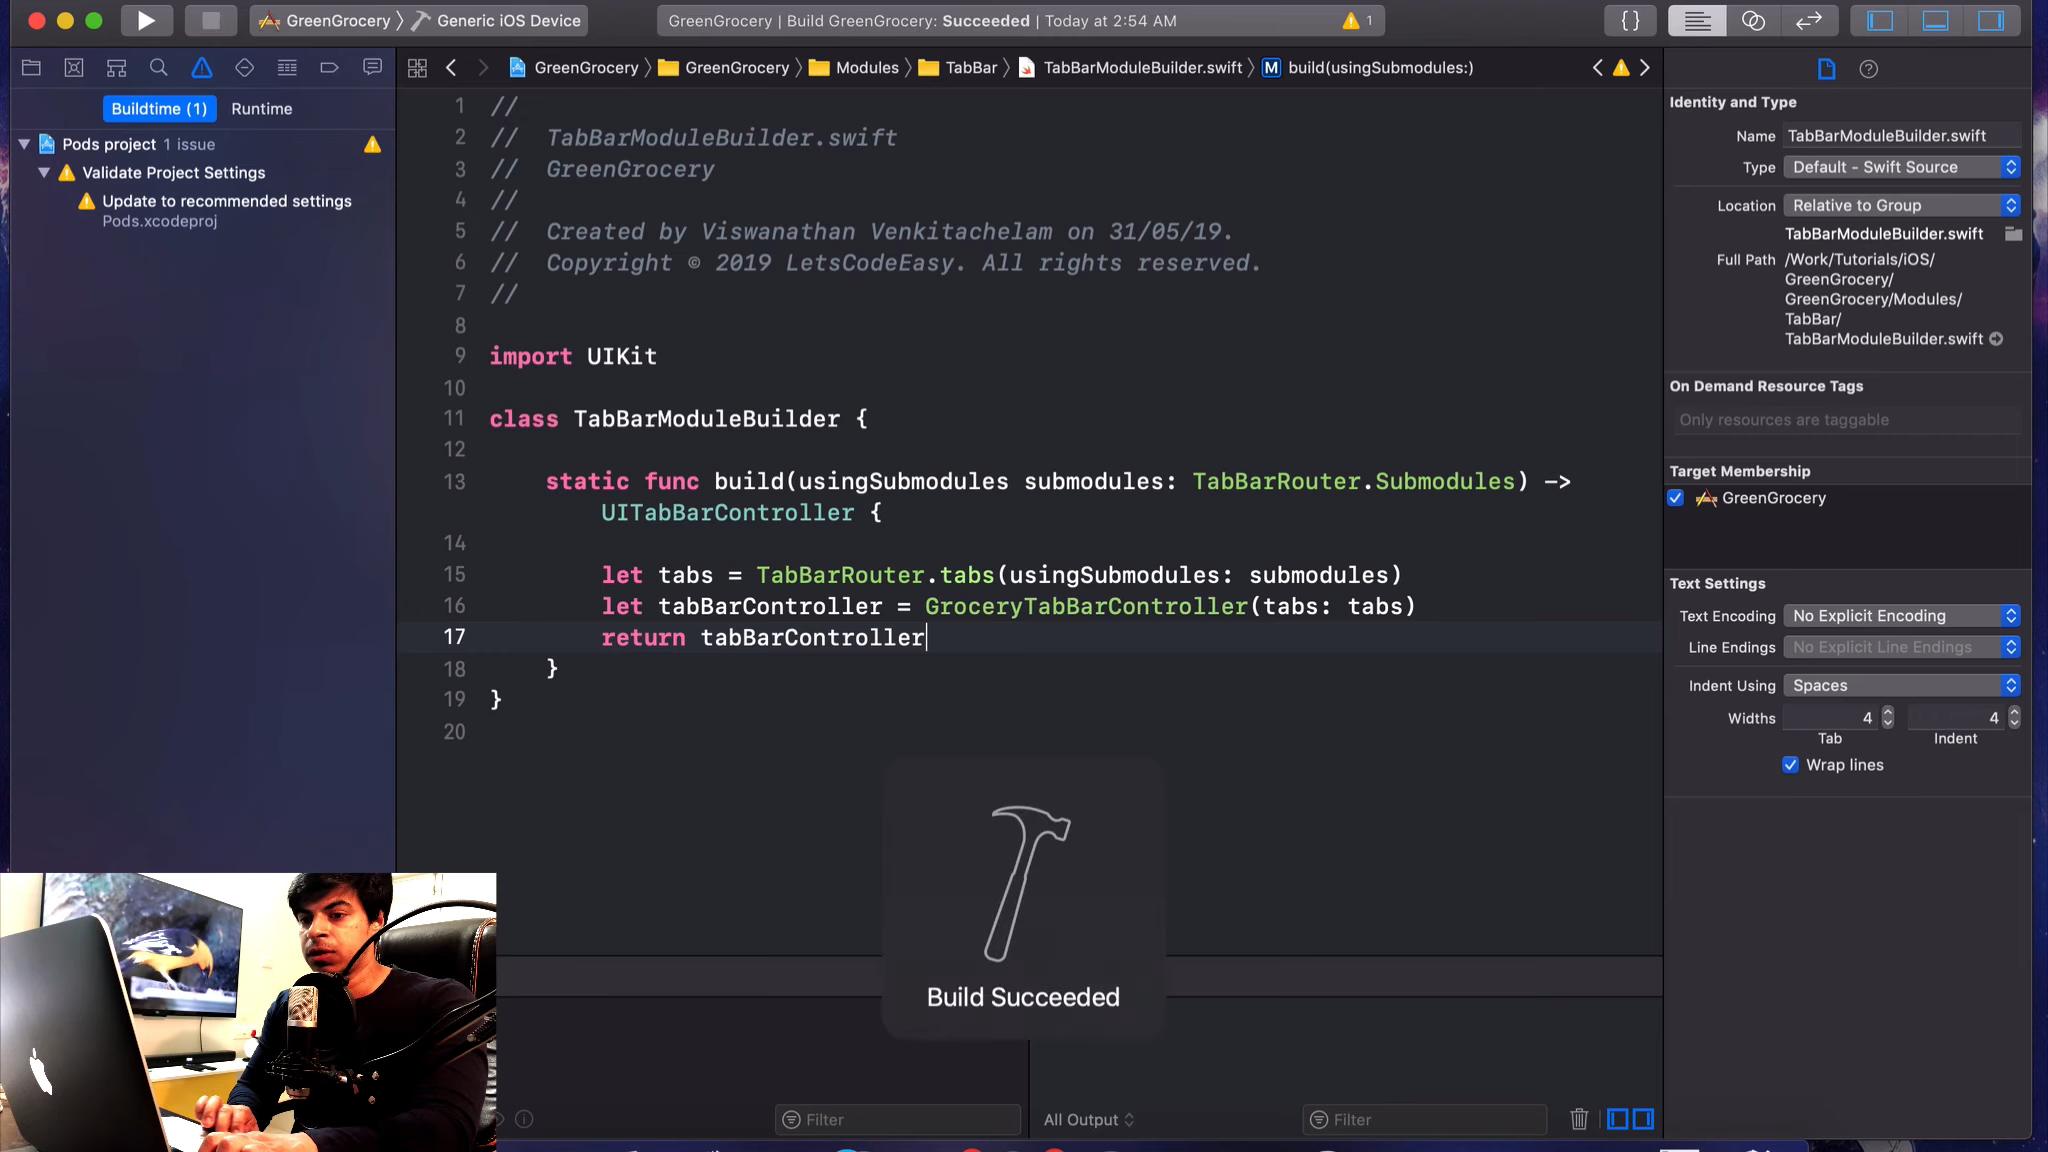 GreenGrocery 〉 Generic iOS Device
GreenGrocery | Build GreenGrocery: Succeeded | Today at 2:54 AM
1
{}
GreenGrocery 〉 GreenGrocery 〉 Modules 〉 TabBar 〉 TabBarModuleBuilder.swift 〉 M build(usingSubmodules:)
Buildtime (1) Runtime
Pods project 1 issue
Validate Project Settings
Update to recommended settings
Pods.xcodeproj
1 //
2 // TabBarModuleBuilder.swift
3 // GreenGrocery
4 //
5 // Created by Viswanathan Venkitachelam on 31/05/19.
6 // Copyright © 2019 LetsCodeEasy. All rights reserved.
7 //
8
9 import UIKit
10
11 class TabBarModuleBuilder {
12
13 static func build(usingSubmodules submodules: TabBarRouter.Submodules) ->
UITabBarController {
14
15 let tabs = TabBarRouter.tabs(usingSubmodules: submodules)
16 let tabBarController = GroceryTabBarController(tabs: tabs)
17 return tabBarController
18 }
19 }
20
Build Succeeded
Filter
All Output
Filter
Identity and Type
Name TabBarModuleBuilder.swift
Type Default - Swift Source
Location Relative to Group
TabBarModuleBuilder.swift
Full Path /Work/Tutorials/iOS/
GreenGrocery/
GreenGrocery/Modules/
TabBar/
TabBarModuleBuilder.swift
On Demand Resource Tags
Only resources are taggable
Target Membership
GreenGrocery
Text Settings
Text Encoding No Explicit Encoding
Line Endings No Explicit Line Endings
Indent Using Spaces
Widths 4 4
Tab Indent
Wrap lines